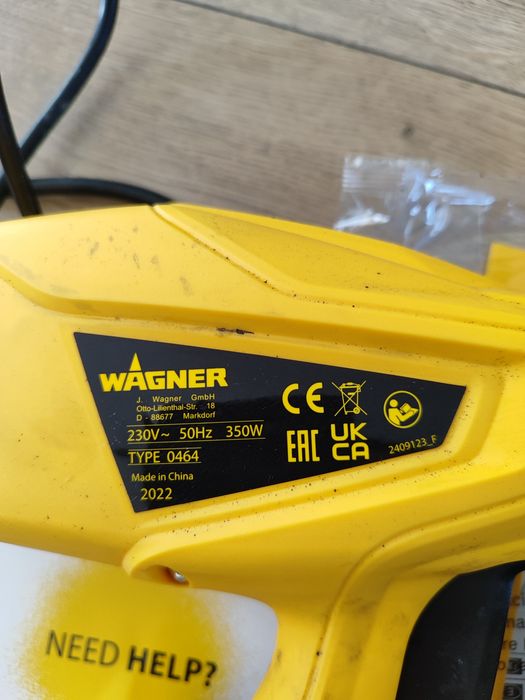 WAGNER
J. Wagner GmbH
Otto-Lilienthal-Str. 18
D - 88677 Markdorf
230V~ 50Hz 350W
TYPE 0464
Made in China
2022
CE
EAC
UK
CA
2409123_F
NEED HELP?